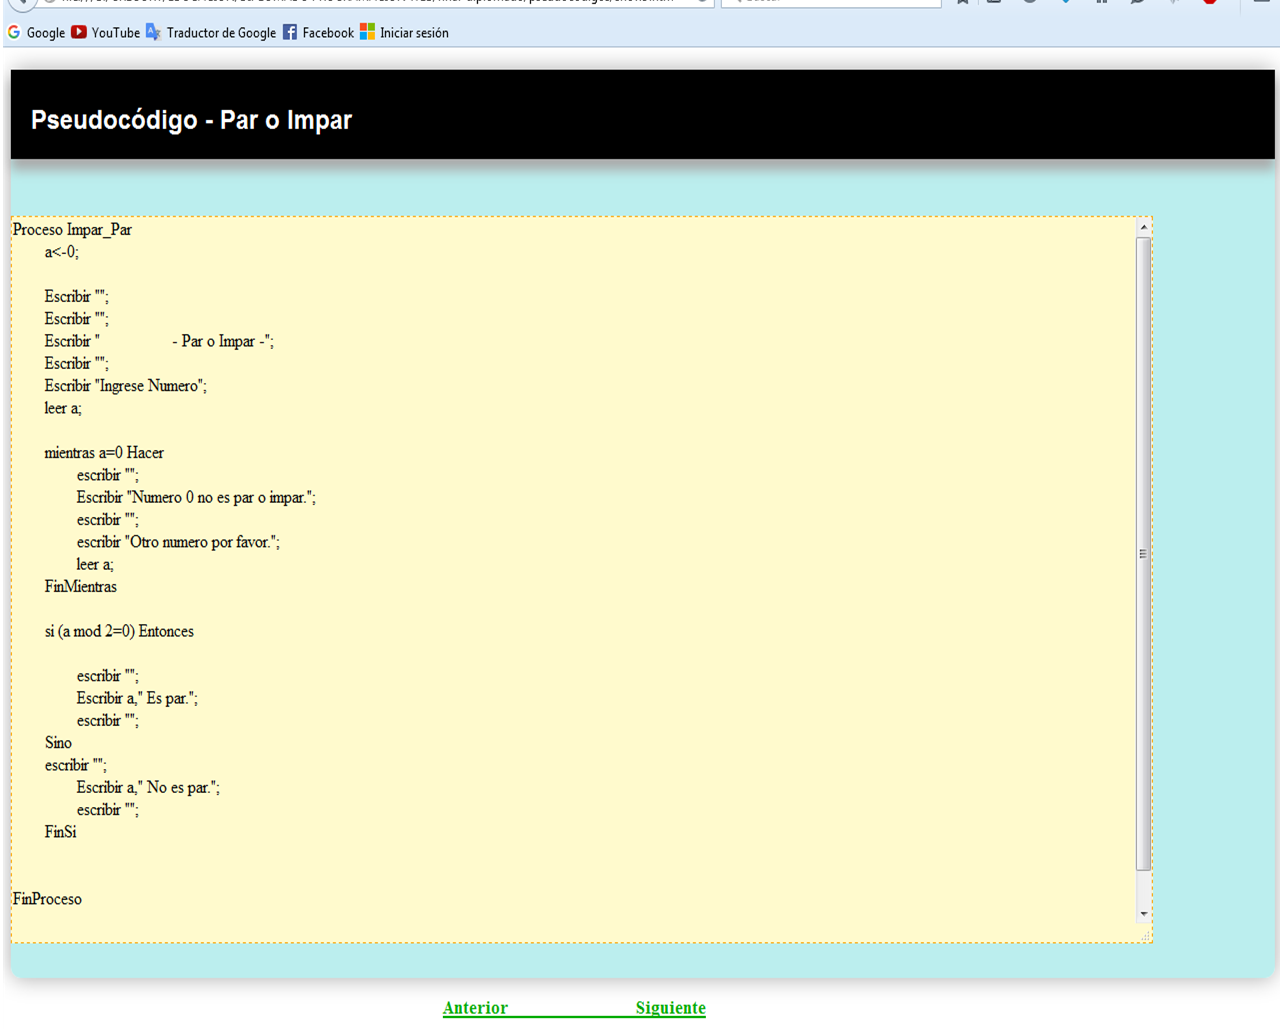 Google YouTube Traductor de Google Facebook Iniciar sesión
Pseudocódigo - Par o Impar
Proceso Impar_Par
a<-0;
Escribir "";
Escribir "";
Escribir " - Par o Impar -";
Escribir "";
Escribir "Ingrese Numero";
leer a;
mientras a=0 Hacer
escribir "";
Escribir "Numero 0 no es par o impar.";
escribir "";
escribir "Otro numero por favor.";
leer a;
FinMientras
si (a mod 2=0) Entonces
escribir "";
Escribir a," Es par.";
escribir "";
Sino
escribir "";
Escribir a," No es par.";
escribir "";
FinSi
FinProceso
Anterior Siguiente